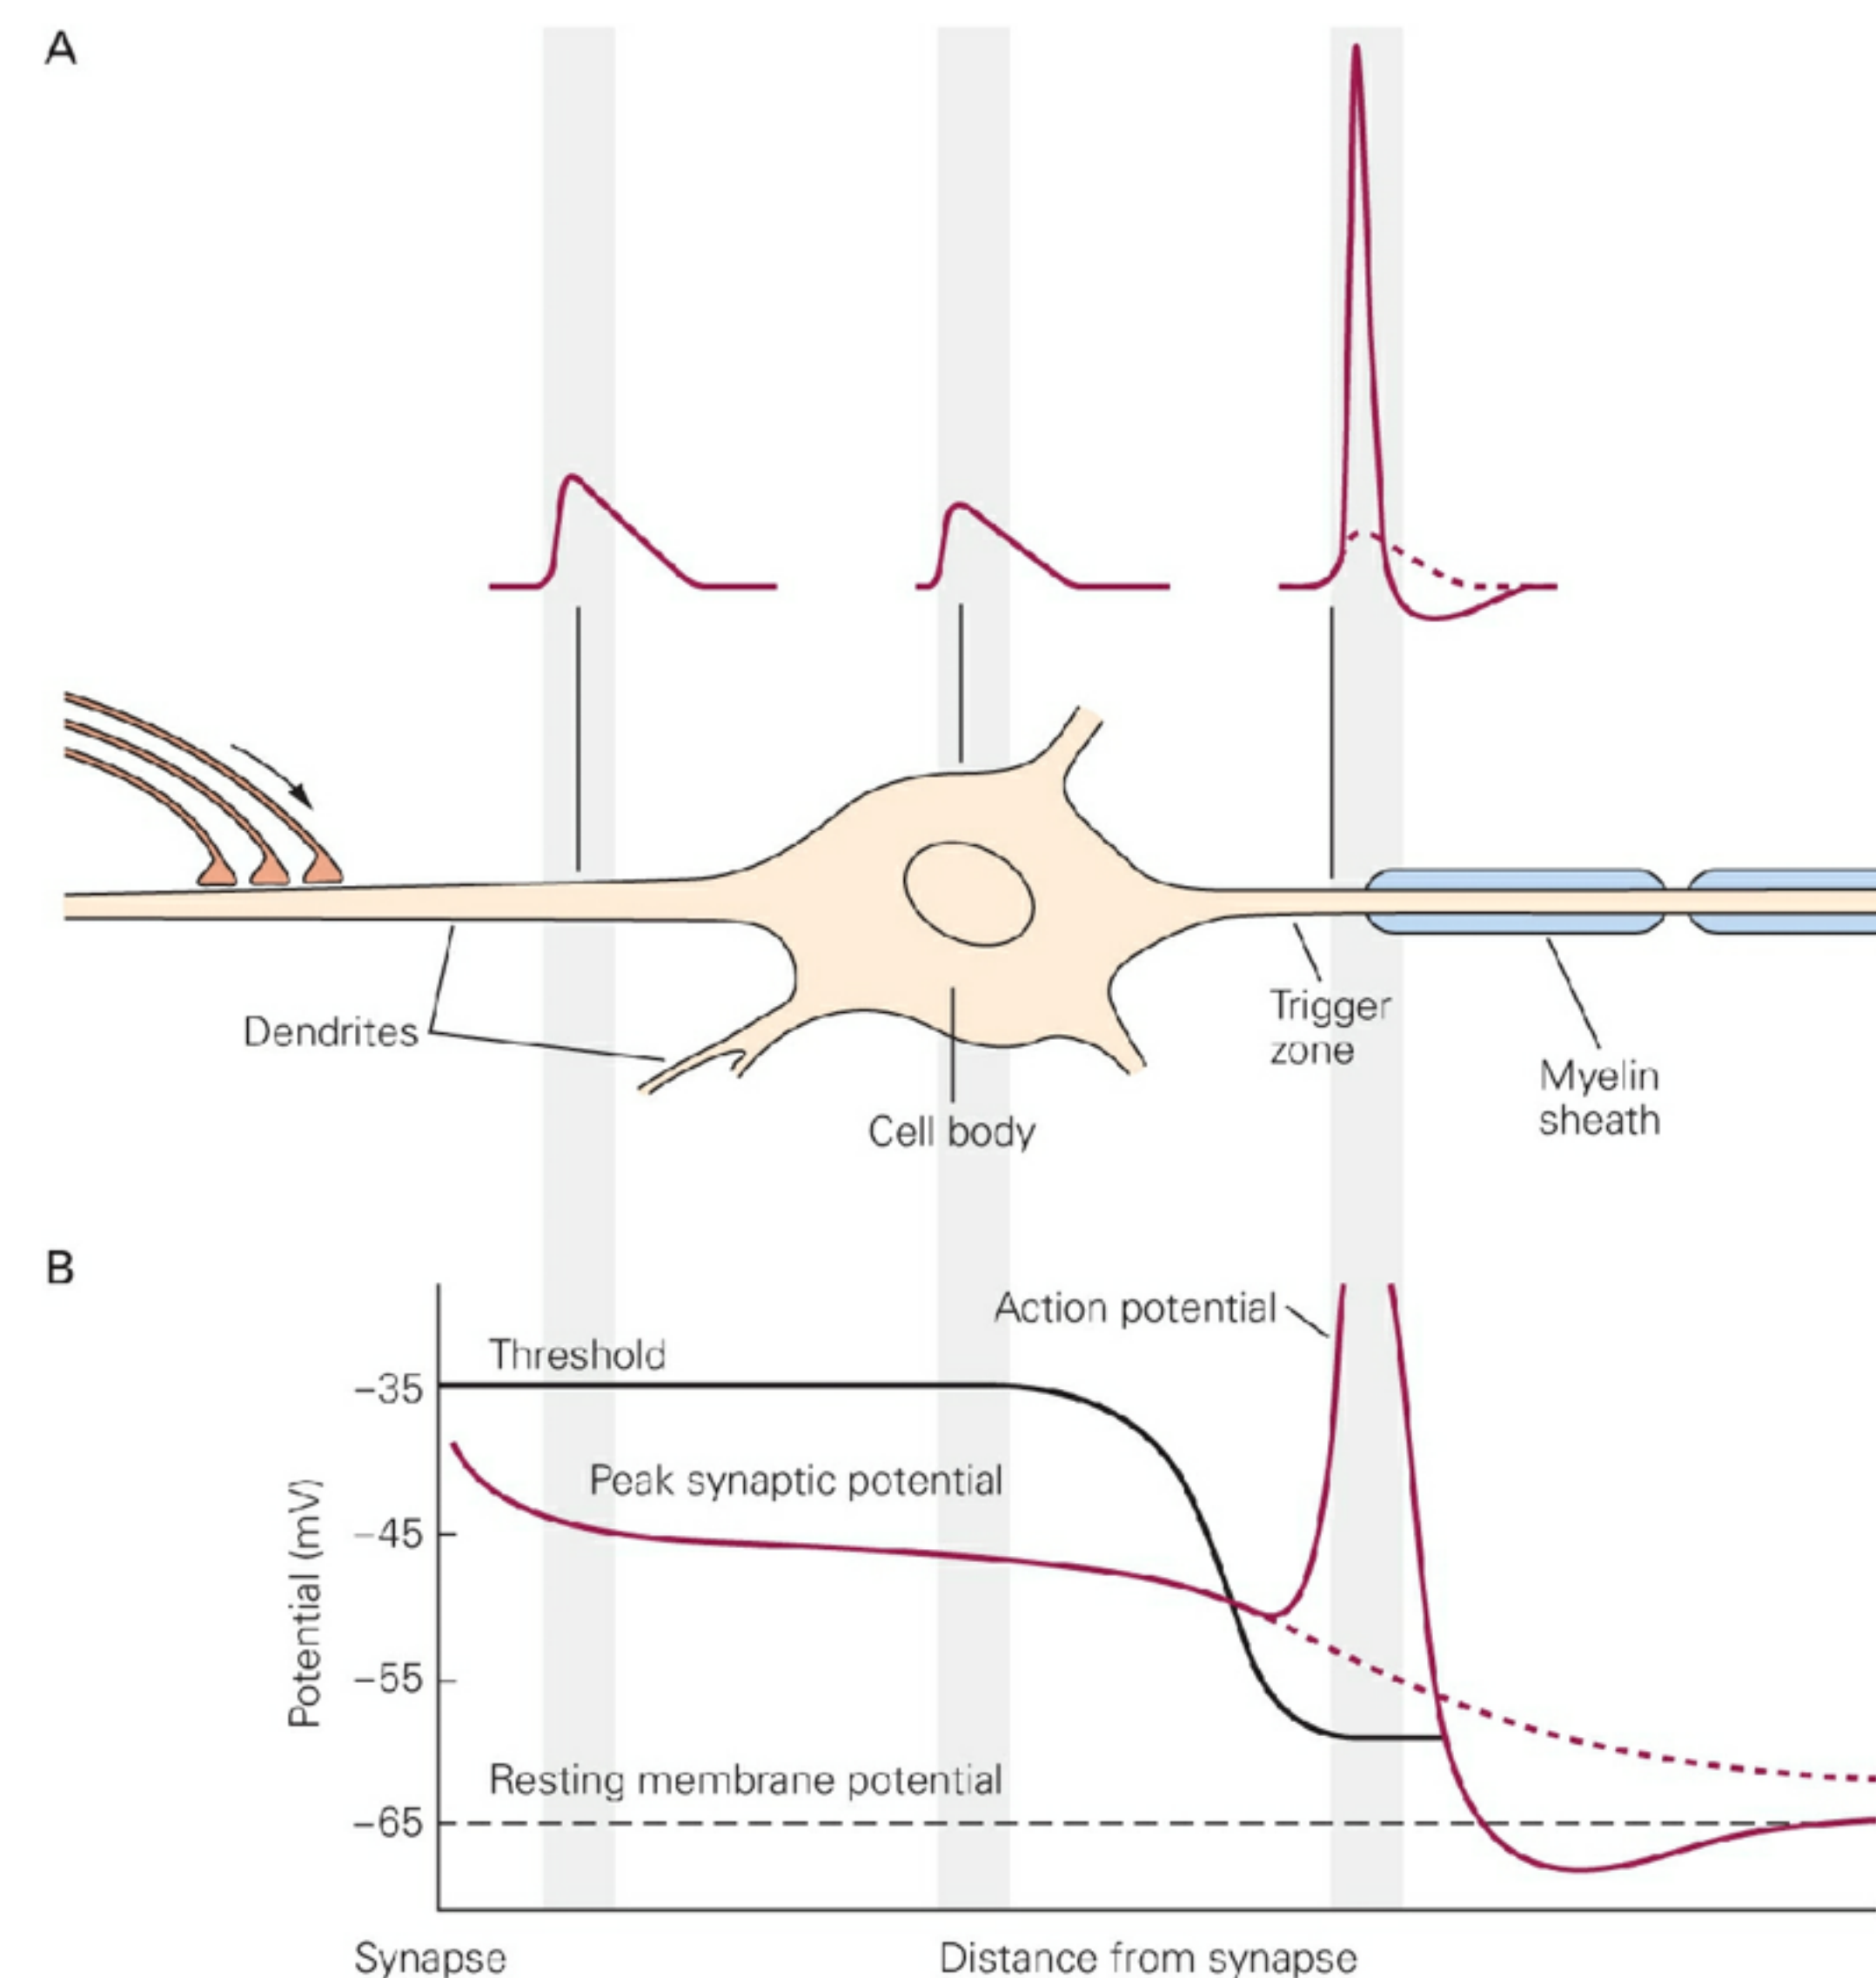 A
Dendrites
Cell body
Trigger
zone
Myelin
sheath
B
Action potential
Threshold
−35
Peak synaptic potential
−45
Potential (mV)
−55
Resting membrane potential
−65
Synapse
Distance from synapse